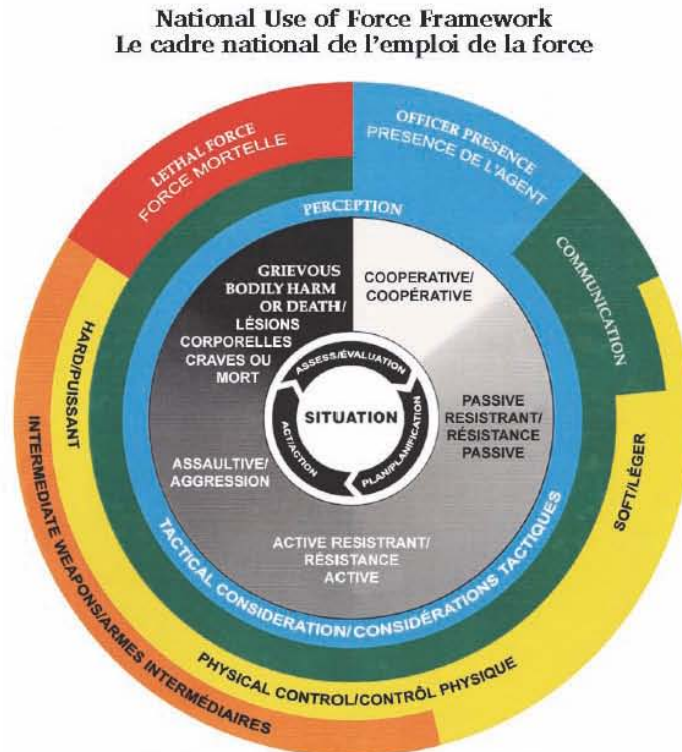 National Use of Force Framework
Le cadre national de l'emploi de la force
LETHAL FORCE
FORCE MORTELLE
OFFICER PRESENCE
PRESENCE DE L'AGENT
PERCEPTION
COMMUNICATION
GRIEVOUS
BODILY HARM
OR DEATH/
LÉSIONS
CORPORELLES
CRAVES OU
MORT
COOPERATIVE/
COOPÉRATIVE
ASSESS/ÉVALUATION
SITUATION
PLAN/PLANIFICATION
ACT/ACTION
PASSIVE
RESISTRANT/
RÉSISTANCE
PASSIVE
ASSAULTIVE/
AGGRESSION
ACTIVE RESISTRANT/
RÉSISTANCE
ACTIVE
HARD/PUISSANT
SOFT/LÉGER
TACTICAL CONSIDERATION/CONSIDÉRATIONS TACTIQUES
PHYSICAL CONTROL/CONTRÔL PHYSIQUE
INTERMEDIATE WEAPONS/ARMES INTERMÉDIAIRES